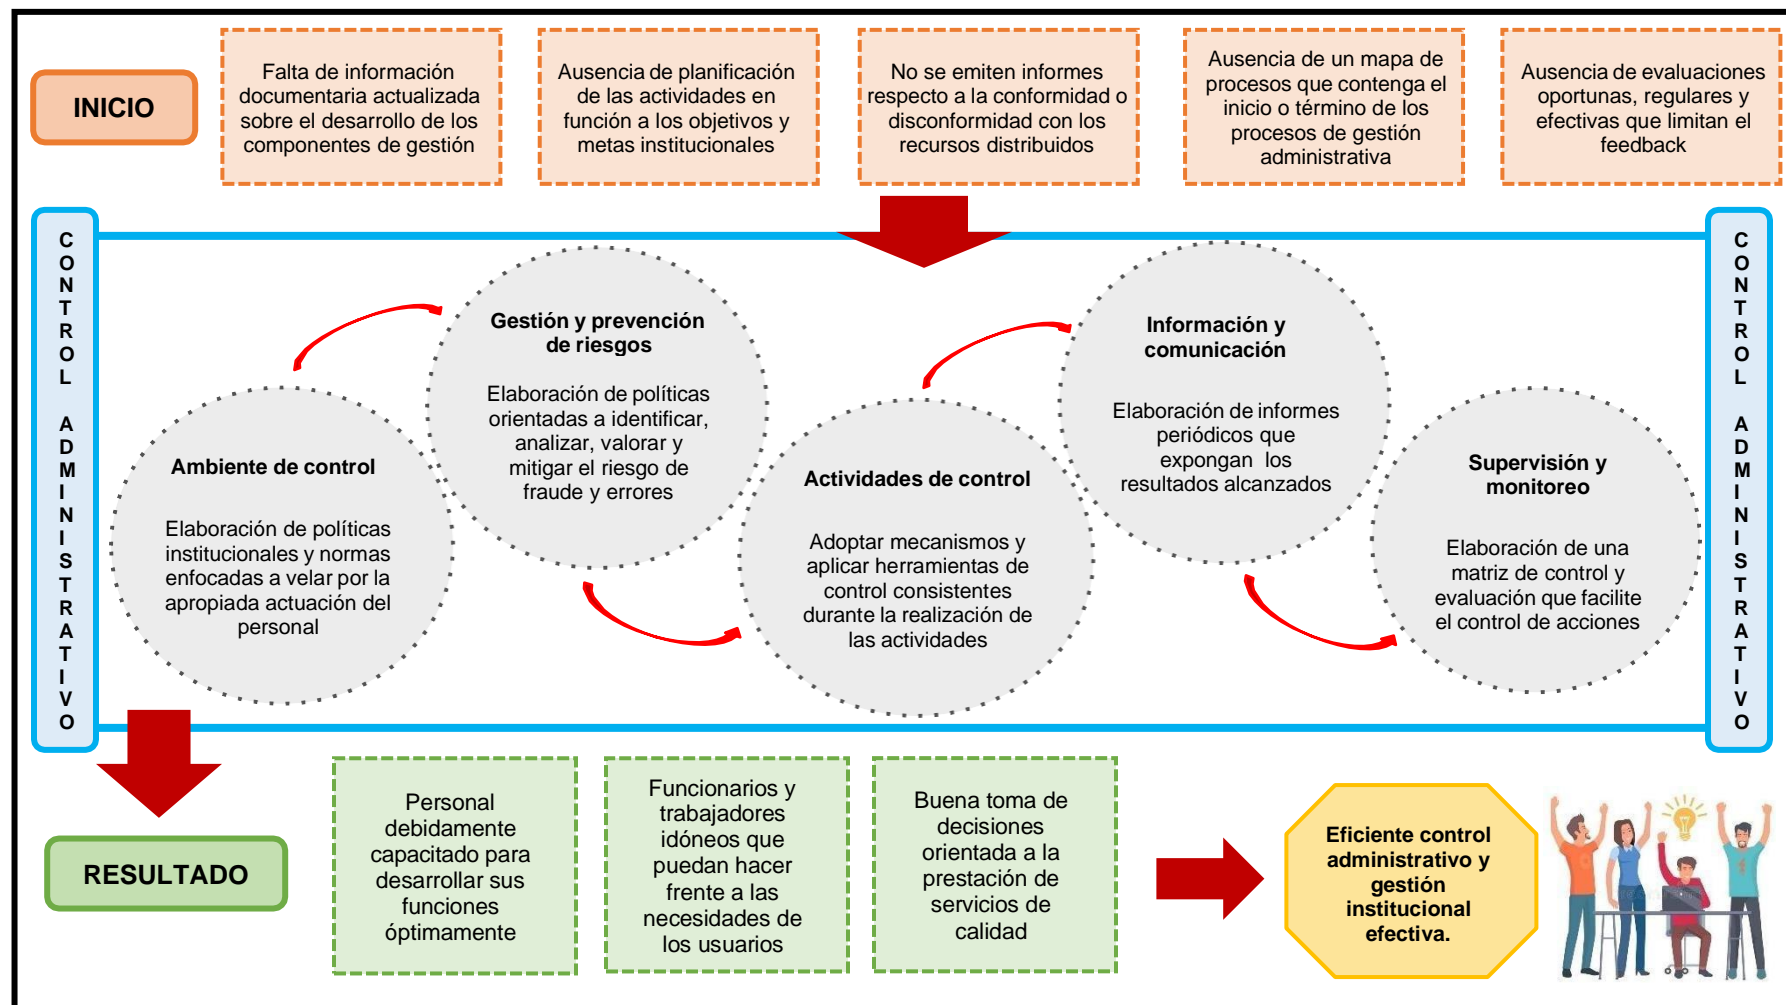 INICIO
Falta de información
documentaria actualizada
sobre el desarrollo de los
componentes de gestión
Ausencia de planificación
de las actividades en
función a los objetivos y
metas institucionales
No se emiten informes
respecto a la conformidad o
disconformidad con los
recursos distribuidos
Ausencia de un mapa de
procesos que contenga el
inicio o término de los
procesos de gestión
administrativa
Ausencia de evaluaciones
oportunas, regulares y
efectivas que limitan el
feedback
CONTROL ADMINISTRATIVO
Ambiente de control
Elaboración de políticas
institucionales y normas
enfocadas a velar por la
apropiada actuación del
personal
Gestión y prevención
de riesgos
Elaboración de políticas
orientadas a identificar,
analizar, valorar y
mitigar el riesgo de
fraude y errores
Actividades de control
Adoptar mecanismos y
aplicar herramientas de
control consistentes
durante la realización de
las actividades
Información y
comunicación
Elaboración de informes
periódicos que
expongan los
resultados alcanzados
Supervisión y
monitoreo
Elaboración de una
matriz de control y
evaluación que facilite
el control de acciones
CONTROL ADMINISTRATIVO
RESULTADO
Personal
debidamente
capacitado para
desarrollar sus
funciones
óptimamente
Funcionarios y
trabajadores
idóneos que
puedan hacer
frente a las
necesidades de
los usuarios
Buena toma de
decisiones
orientada a la
prestación de
servicios de
calidad
Eficiente control
administrativo y
gestión
institucional
efectiva.